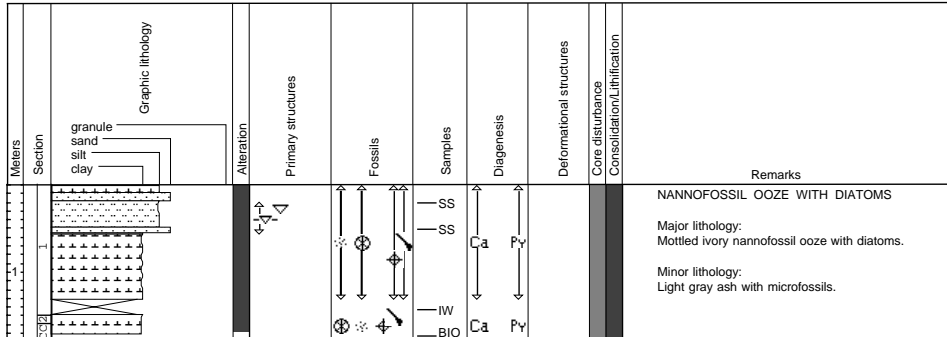 Meters
Section
Graphic lithology
granule
sand
silt
clay
Alteration
Primary structures
Fossils
Samples
Diagenesis
Deformational structures
Core disturbance
Consolidation/Lithification
Remarks
1
1
2
CC
SS
SS
IW
BIO
Ca
Py
Ca
Py
NANNOFOSSIL OOZE WITH DIATOMS
Major lithology:
Mottled ivory nannofossil ooze with diatoms.
Minor lithology:
Light gray ash with microfossils.